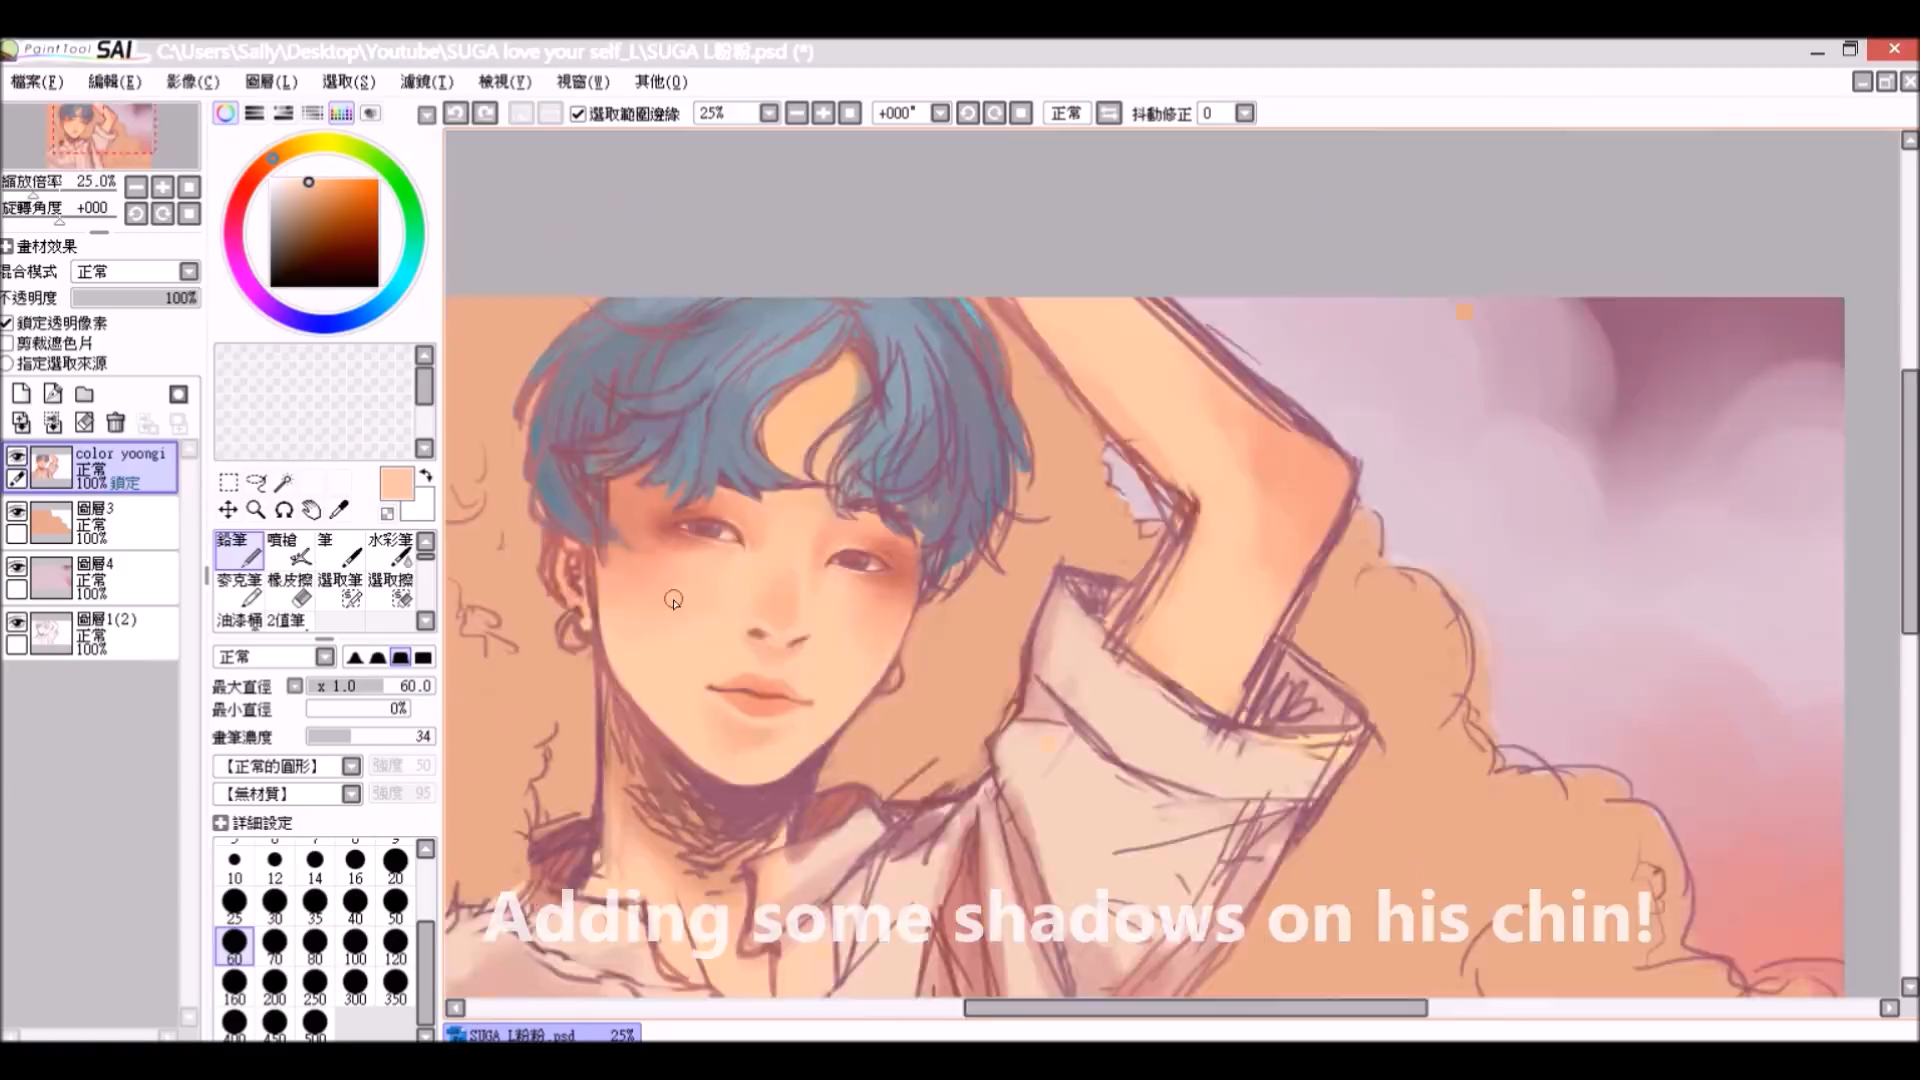 PaintTool SAI C:\Users\Sally\Desktop\Youtube\SUGA love your self_L\SUGA L粉粉.psd (*)
檔案(F) 編輯(E) 影像(C) 圖層(L) 選取(S) 濾鏡(T) 檢視(V) 視窗(W) 其他(O)
選取範圍邊緣 25% +000° 正常 抖動修正 0
縮放倍率 25.0%
旋轉角度 +000
畫材效果
混合模式 正常
不透明度 100%
鎖定透明像素
剪裁遮色片
指定選取來源
color yoongi
正常
100% 鎖定
圖層3
正常
100%
圖層4
正常
100%
圖層1(2)
正常
100%
鉛筆 噴槍 筆 水彩筆
麥克筆 橡皮擦 選取筆 選取擦
油漆桶 2值筆
正常
最大直徑 x 1.0 60.0
最小直徑 0%
畫筆濃度 34
【正常的圓形】 強度 50
【無材質】 強度 95
詳細設定
10 12 14 16 20
25 30 35 40 50
60 70 80 100 120
160 200 250 300 350
400 450 500
Adding some shadows on his chin!
SUGA L粉粉.psd 25%